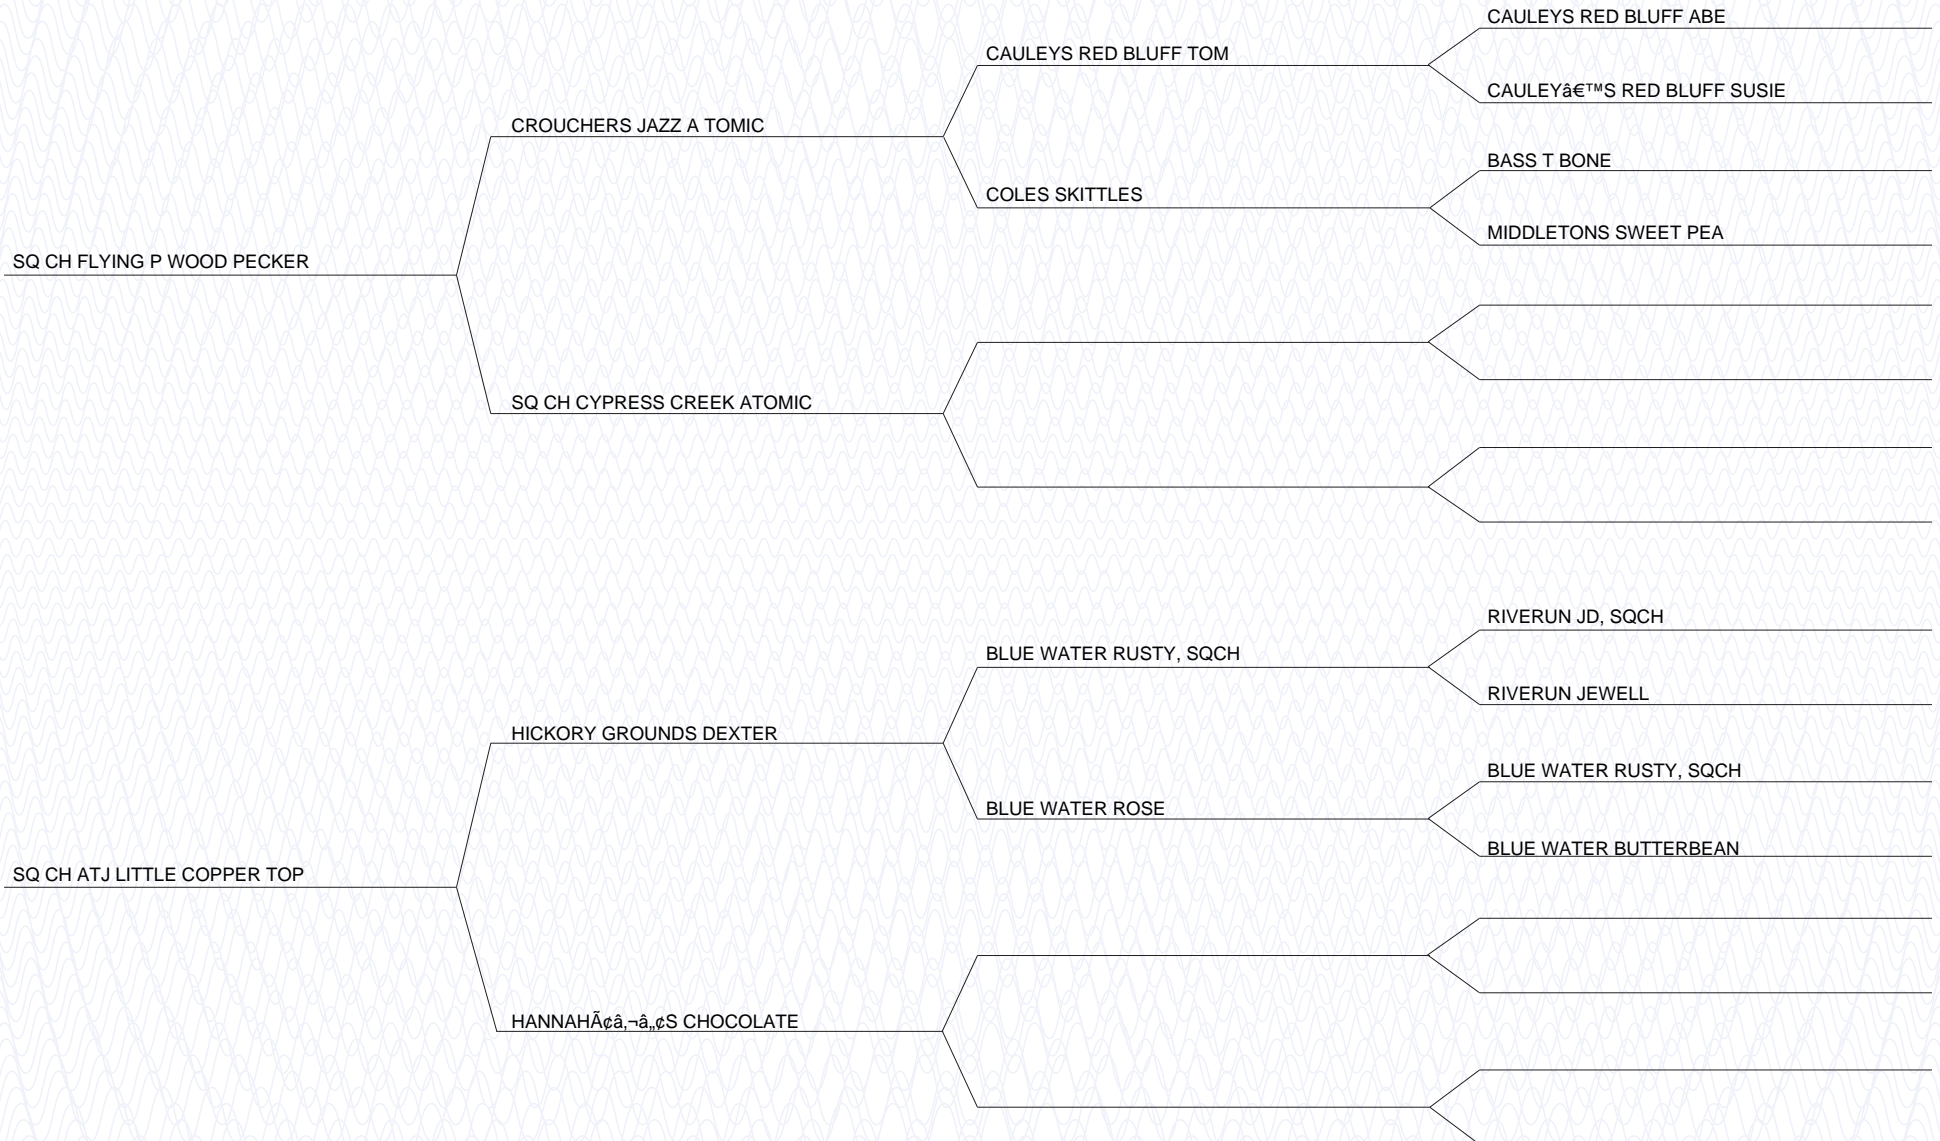 CAULEYS RED BLUFF ABE
CAULEYS RED BLUFF TOM
CAULEYâ€™S RED BLUFF SUSIE
CROUCHERS JAZZ A TOMIC
BASS T BONE
COLES SKITTLES
MIDDLETONS SWEET PEA
SQ CH FLYING P WOOD PECKER
SQ CH CYPRESS CREEK ATOMIC
RIVERUN JD, SQCH
BLUE WATER RUSTY, SQCH
RIVERUN JEWELL
HICKORY GROUNDS DEXTER
BLUE WATER RUSTY, SQCH
BLUE WATER ROSE
BLUE WATER BUTTERBEAN
SQ CH ATJ LITTLE COPPER TOP
HANNAHÃ¢â‚¬â„¢S CHOCOLATE